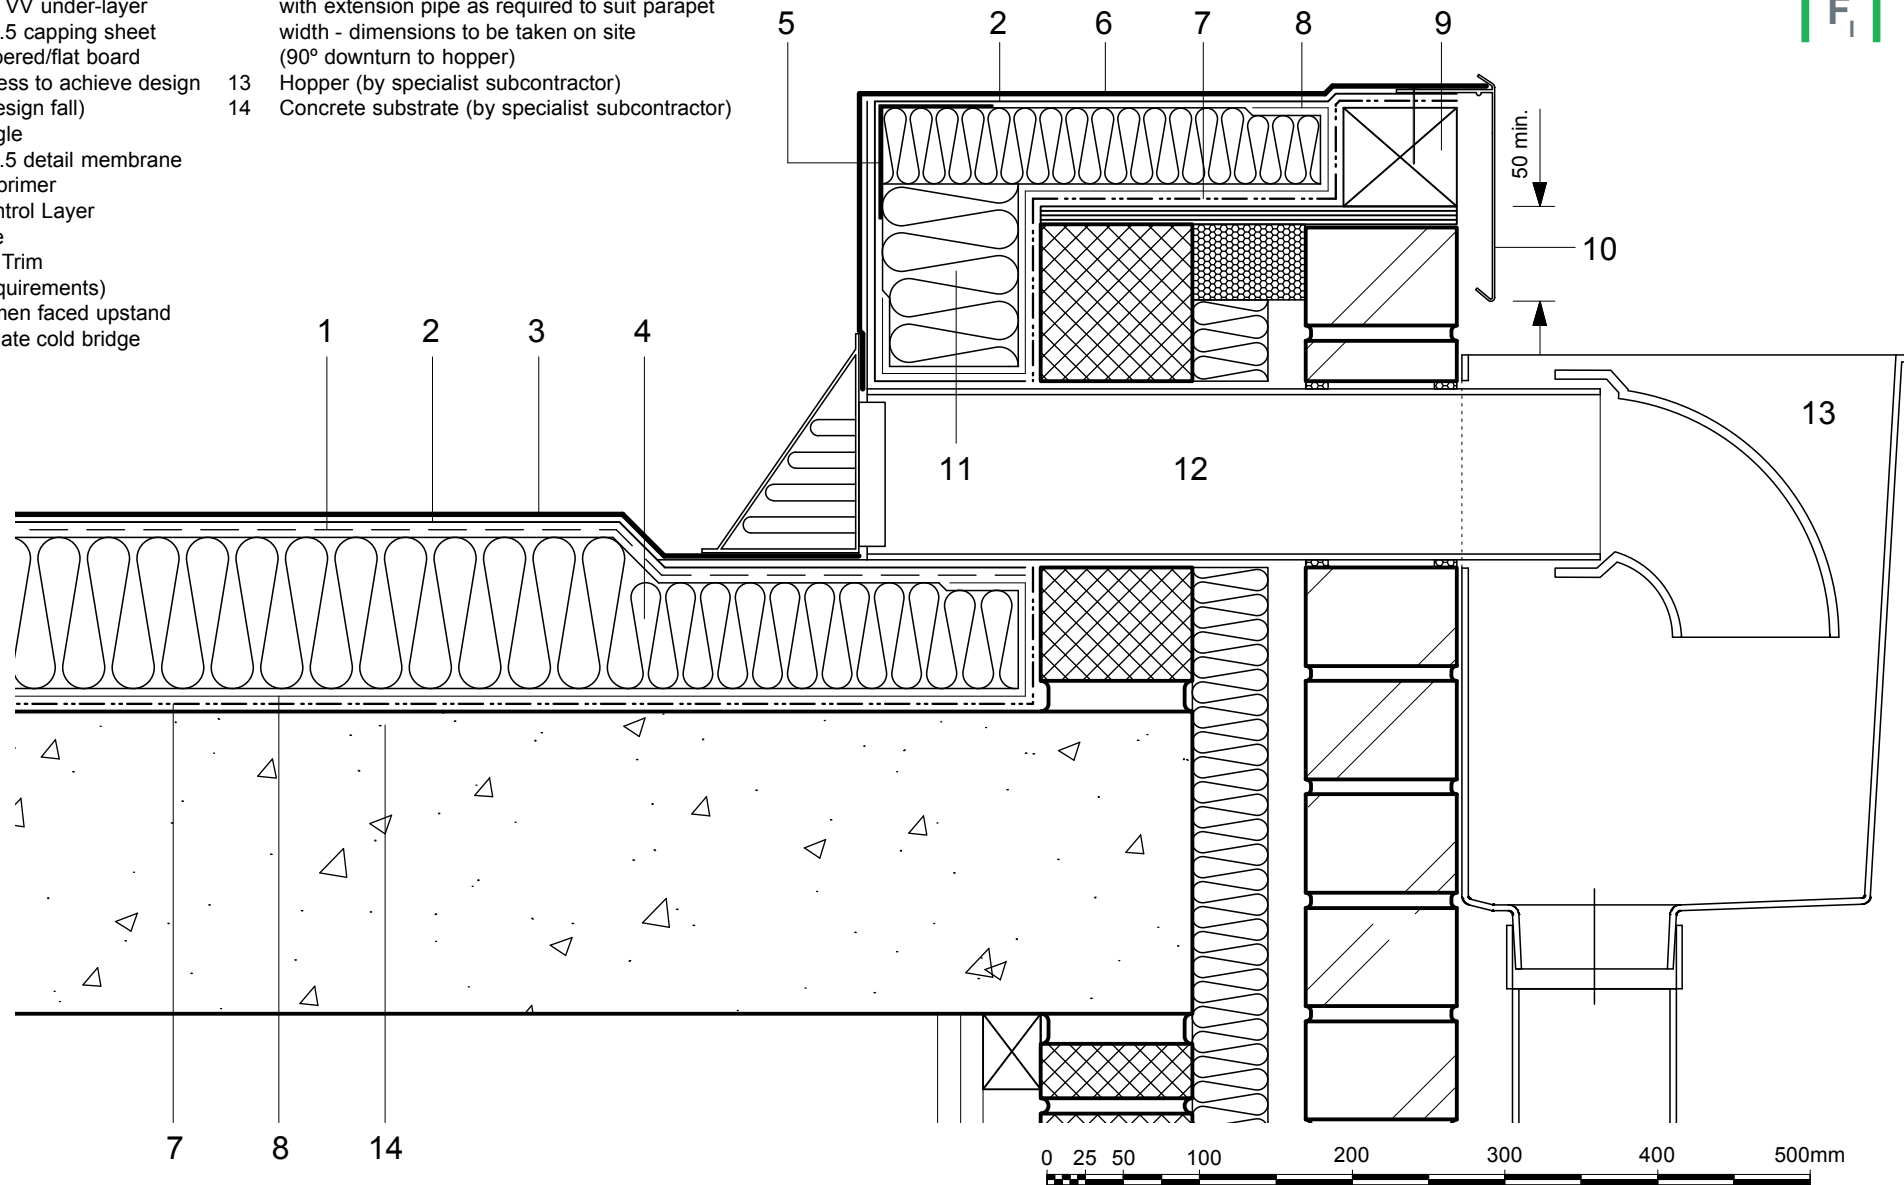 VV under-layer
.5 capping sheet
pered/flat board
ess to achieve design
esign fall)
gle
.5 detail membrane
primer
ntrol Layer
e
Trim
quirements)
men faced upstand
ate cold bridge
with extension pipe as required to suit parapet
width - dimensions to be taken on site
(90º downturn to hopper)
13 Hopper (by specialist subcontractor)
14 Concrete substrate (by specialist subcontractor)
5 2 6 7 8 9
F I
50 min.
10
1 2 3 4
13
11 12
7 8 14
0 25 50 100 200 300 400 500mm